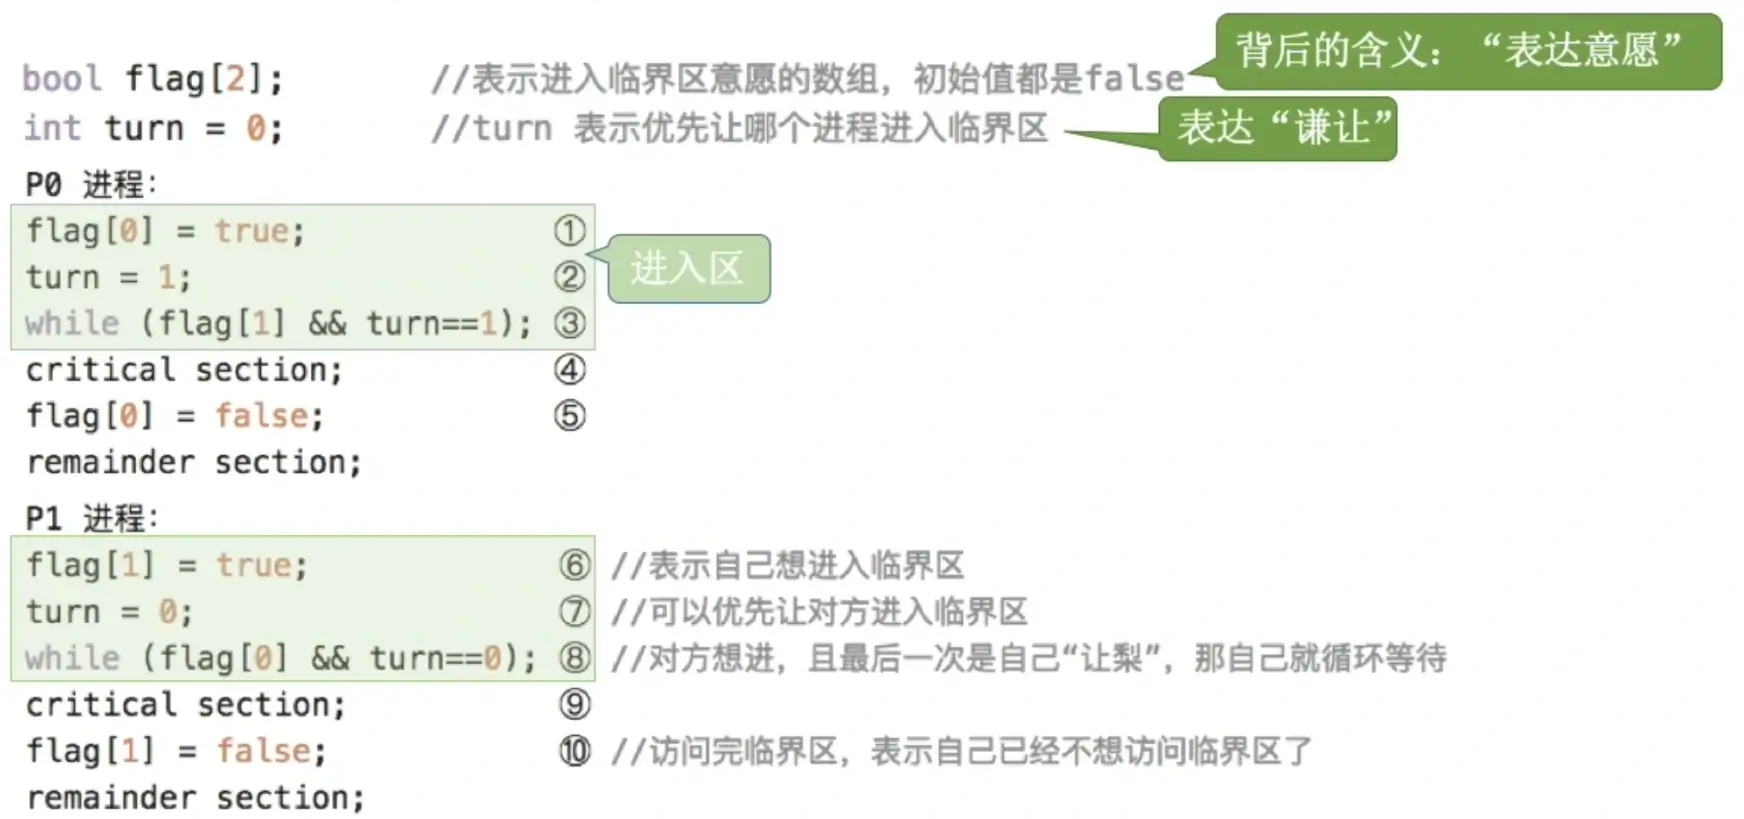 背后的含义：“表达意愿”
bool flag[2]; //表示进入临界区意愿的数组，初始值都是false
int turn = 0; //turn 表示优先让哪个进程进入临界区
表达“谦让”
P0 进程：
flag[0] = true; ①
turn = 1; ②
进入区
while (flag[1] && turn==1); ③
critical section; ④
flag[0] = false; ⑤
remainder section;
P1 进程：
flag[1] = true; ⑥ //表示自己想进入临界区
turn = 0; ⑦ //可以优先让对方进入临界区
while (flag[0] && turn==0); ⑧ //对方想进，且最后一次是自己“让梨”，那自己就循环等待
critical section; ⑨
flag[1] = false; ⑩ //访问完临界区，表示自己已经不想访问临界区了
remainder section;